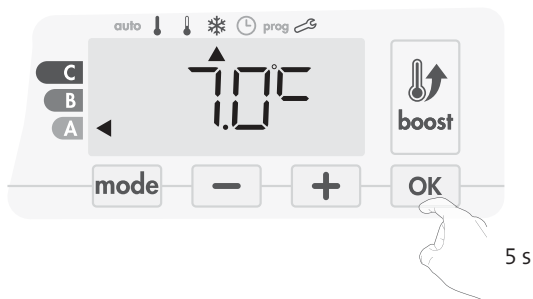 auto prog
C
B
A
7.0°C
boost
mode − + OK
5 s